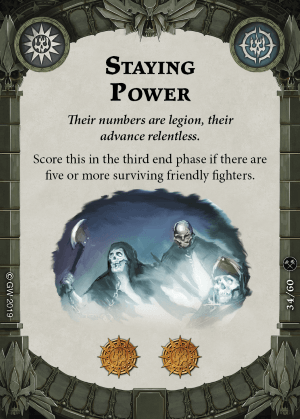 STAYING
POWER
Their numbers are legion, their
advance relentless.
Score this in the third end phase if there are
five or more surviving friendly fighters.
© GW 2019
34/60